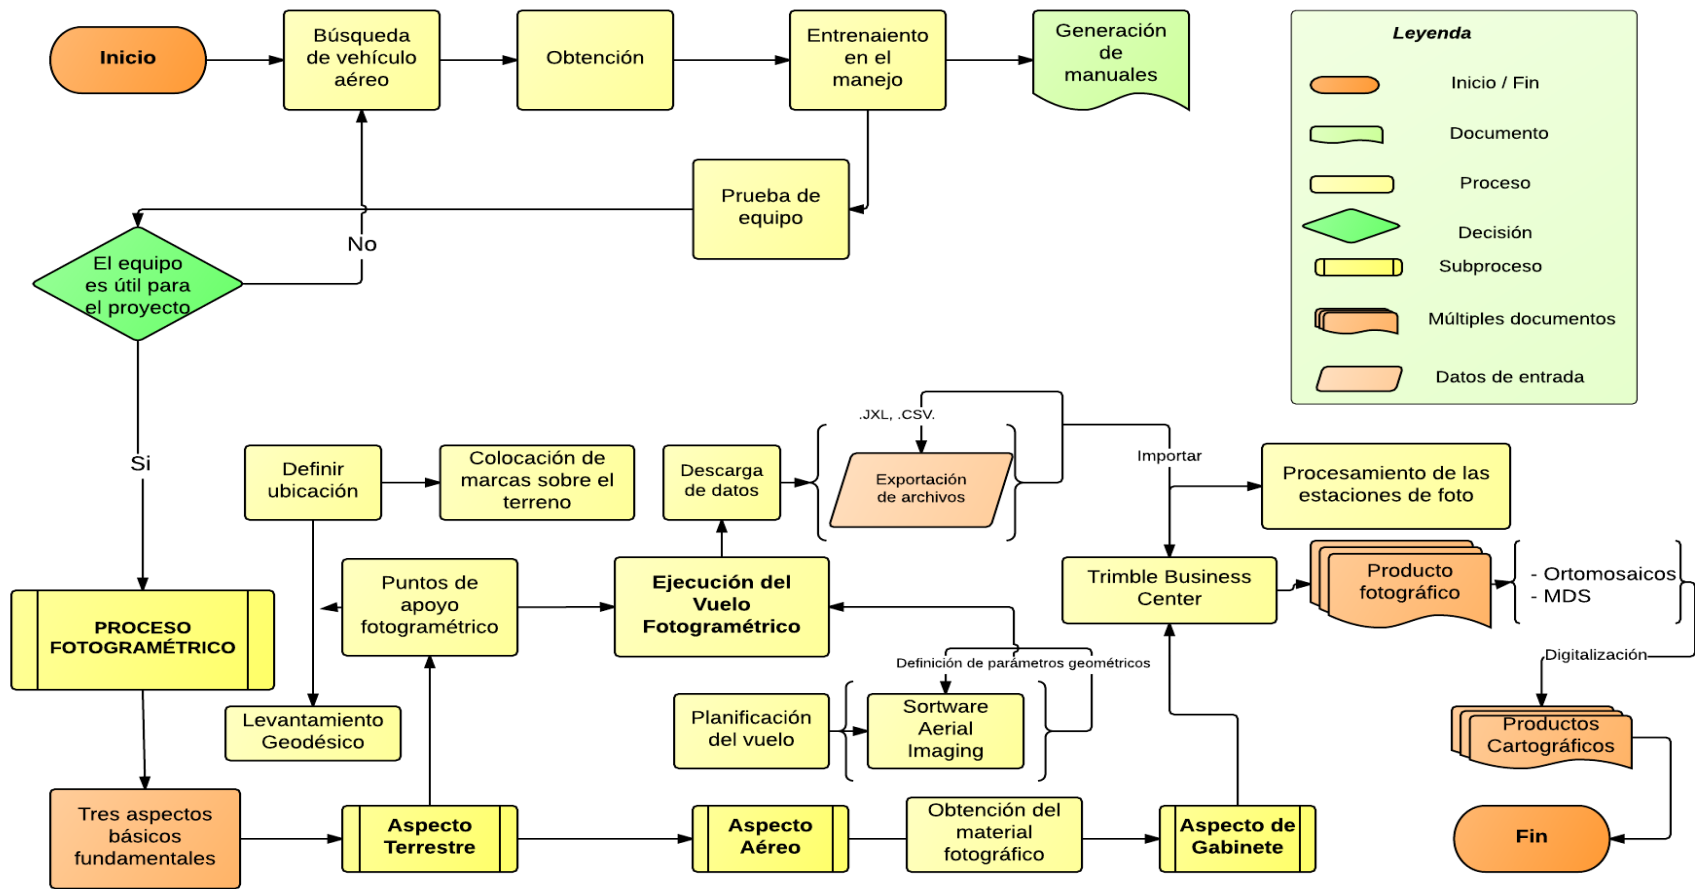 Inicio
Búsqueda
de vehículo
aéreo
Obtención
Entrenaiento
en el
manejo
Generación
de
manuales
Leyenda
Inicio / Fin
Documento
Proceso
Decisión
Subproceso
Múltiples documentos
Datos de entrada
Prueba de
equipo
No
El equipo
es útil para
el proyecto
Si
.JXL, .CSV.
Definir
ubicación
Colocación de
marcas sobre el
terreno
Descarga
de datos
Exportación
de archivos
Importar
Procesamiento de las
estaciones de foto
Puntos de
apoyo
fotogramétrico
Ejecución del
Vuelo
Fotogramétrico
Trimble Business
Center
Producto
fotográfico
- Ortomosaicos
- MDS
PROCESO
FOTOGRAMÉTRICO
Definición de parámetros geométricos
Digitalización
Levantamiento
Geodésico
Planificación
del vuelo
Sortware
Aerial
Imaging
Productos
Cartográficos
Tres aspectos
básicos
fundamentales
Aspecto
Terrestre
Aspecto
Aéreo
Obtención del
material
fotográfico
Aspecto de
Gabinete
Fin